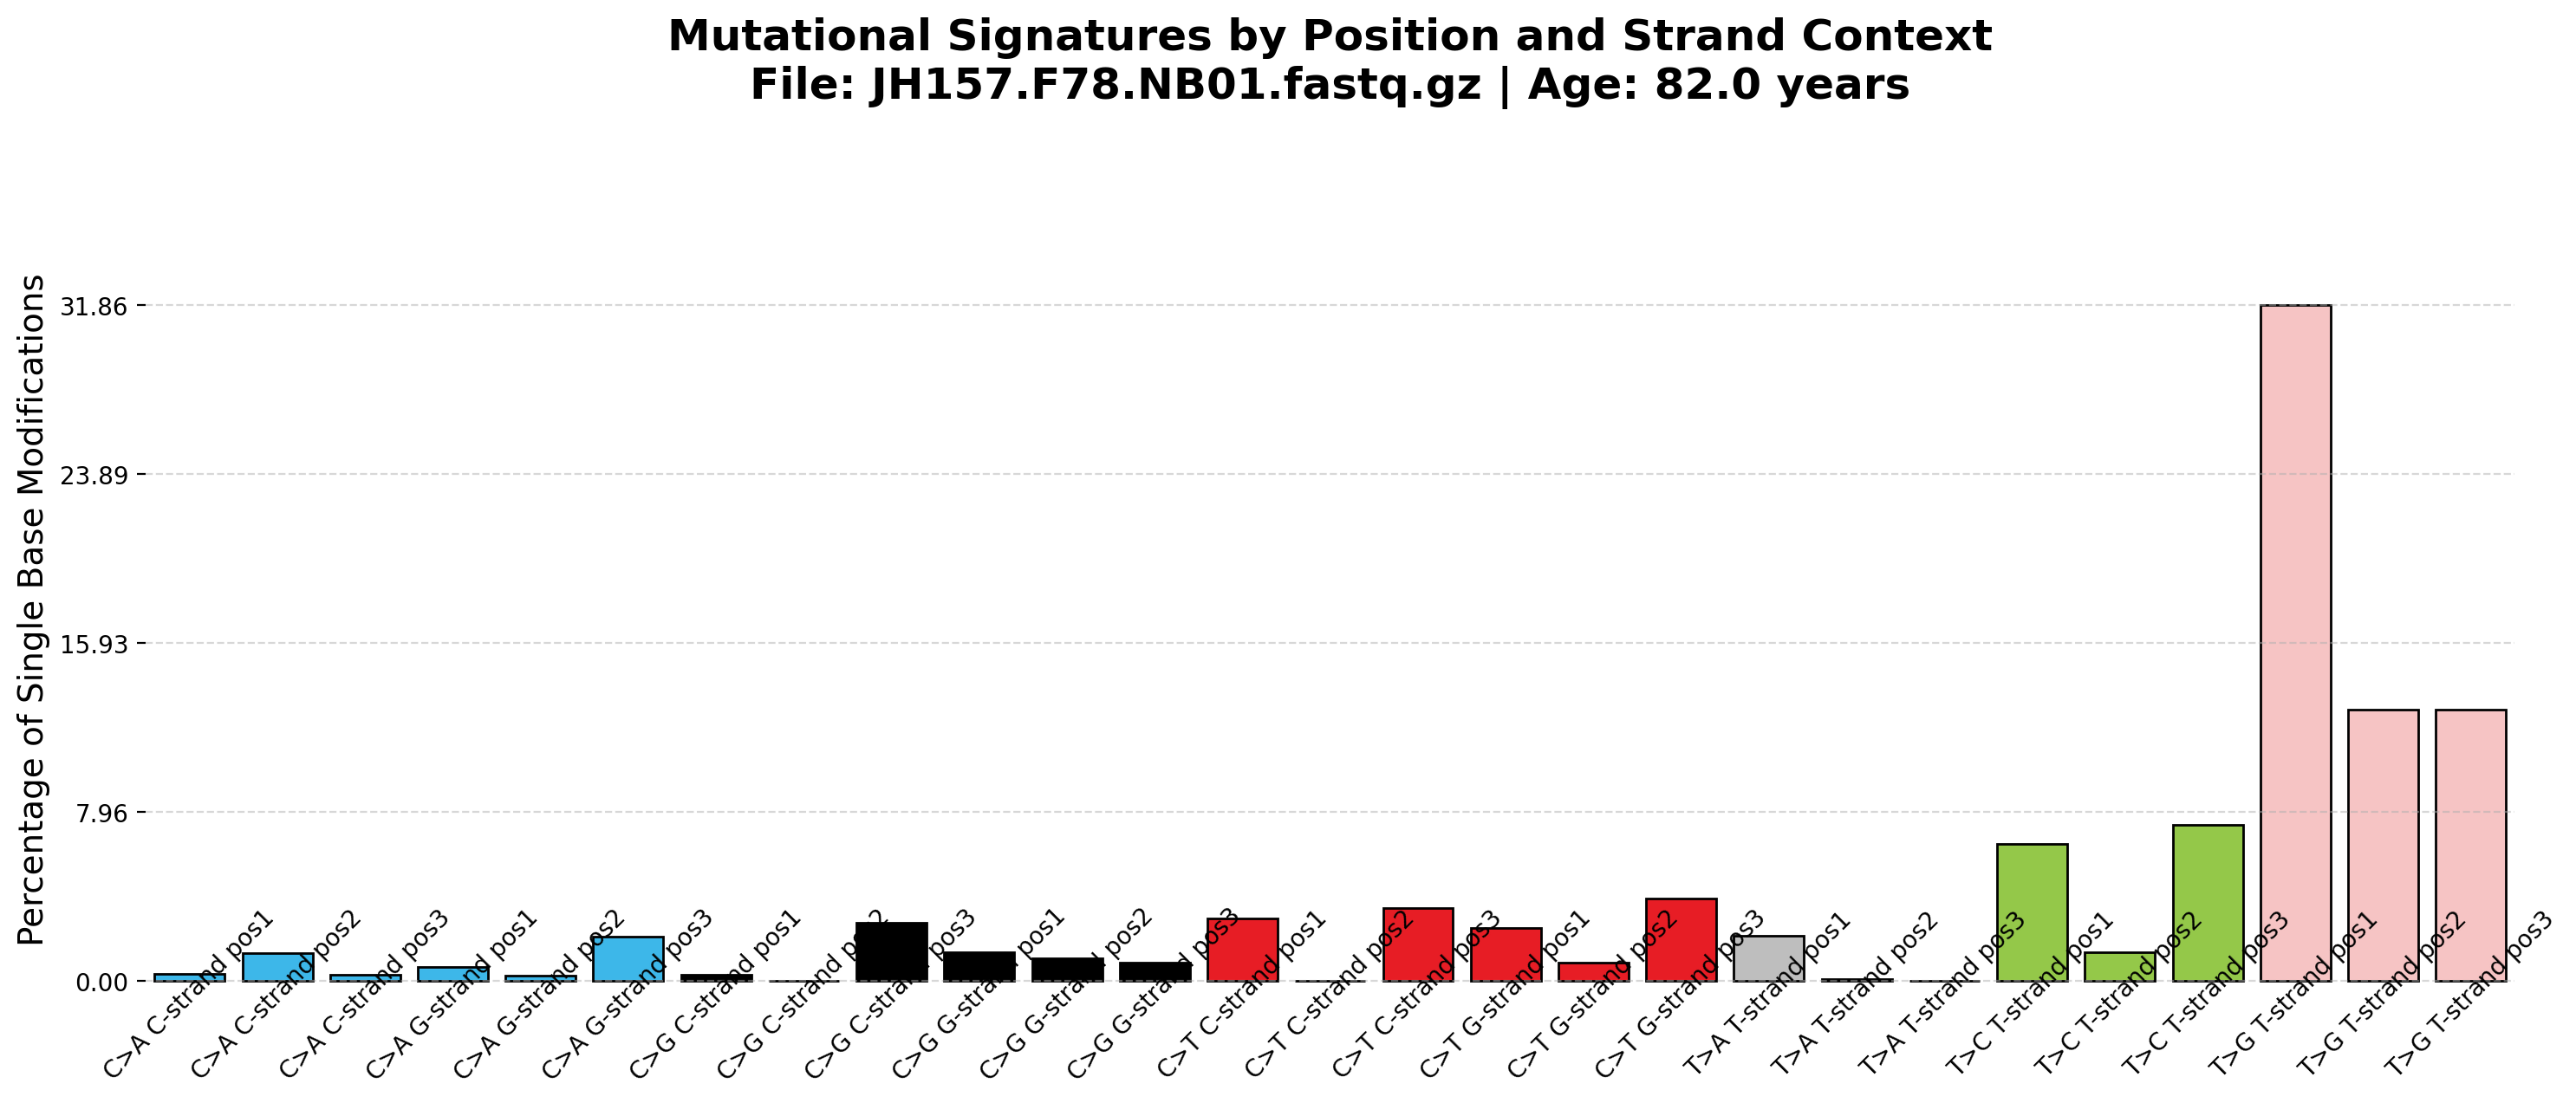 Mutational Signatures by Position and Strand Context
File: JH157.F78.NB01.fastq.gz | Age: 82.0 years
Percentage of Single Base Modifications
31.86
23.89
15.93
7.96
0.00
C>A C-strand pos1
C>A C-strand pos2
C>A C-strand pos3
C>A G-strand pos1
C>A G-strand pos2
C>A G-strand pos3
C>G C-strand pos1
C>G C-strand pos2
C>G C-strand pos3
C>G G-strand pos1
C>G G-strand pos2
C>G G-strand pos3
C>T C-strand pos1
C>T C-strand pos2
C>T C-strand pos3
C>T G-strand pos1
C>T G-strand pos2
C>T G-strand pos3
T>A T-strand pos1
T>A T-strand pos2
T>A T-strand pos3
T>C T-strand pos1
T>C T-strand pos2
T>C T-strand pos3
T>G T-strand pos1
T>G T-strand pos2
T>G T-strand pos3